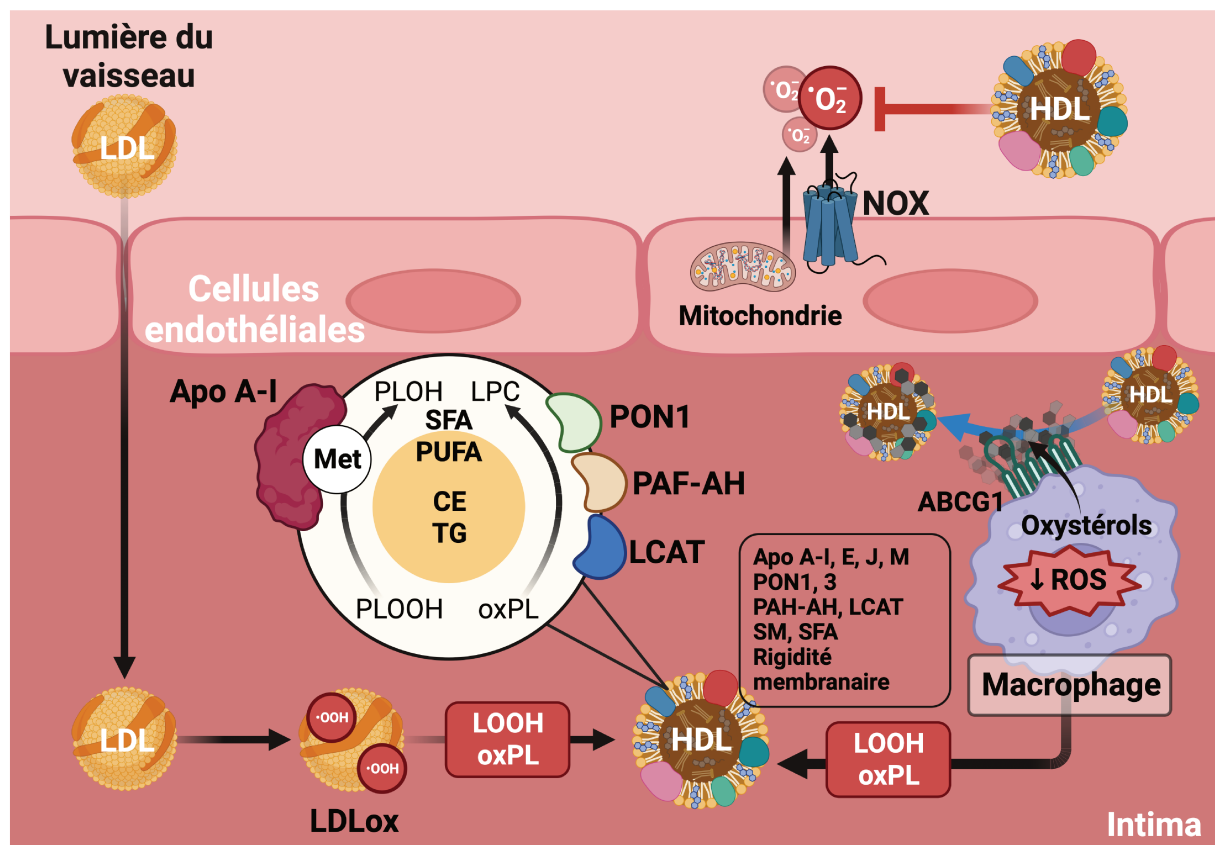 Lumière du
vaisseau
LDL
•O₂⁻
•O₂⁻
•O₂⁻
HDL
NOX
Mitochondrie
Cellules
endothéliales
Apo A-I
Met
PLOH
LPC
SFA
PUFA
CE
TG
PLOOH
oxPL
PON1
PAF-AH
LCAT
HDL
HDL
ABCG1
Oxystérols
↓ ROS
Macrophage
Apo A-I, E, J, M
PON1, 3
PAH-AH, LCAT
SM, SFA
Rigidité
membranaire
LDL
•OOH
•OOH
LDLox
LOOH
oxPL
HDL
LOOH
oxPL
Intima